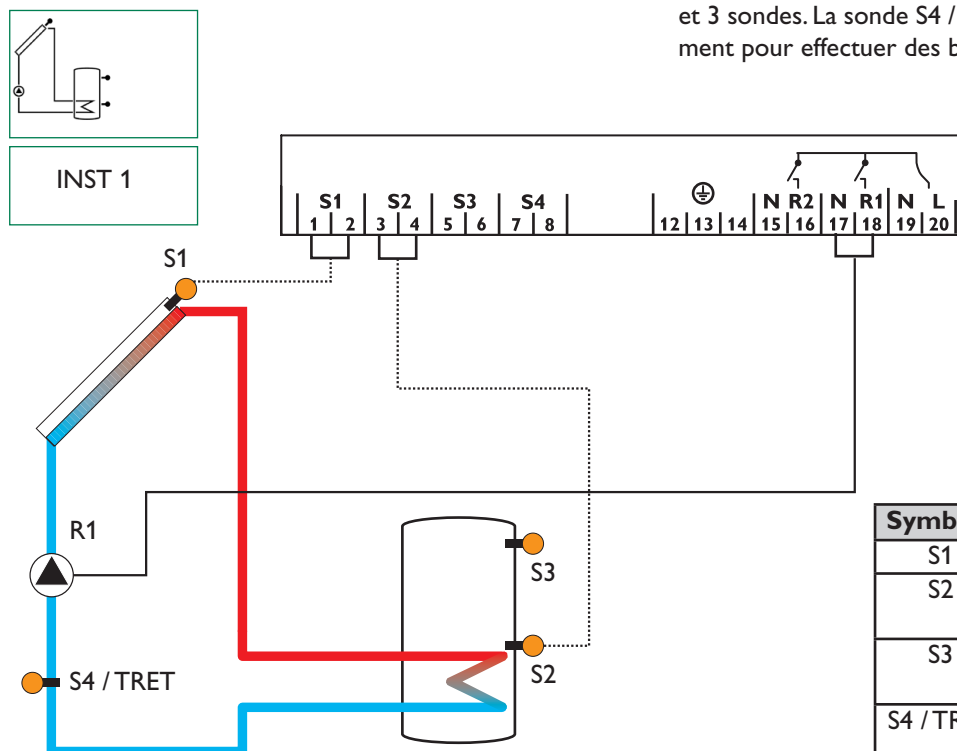 et 3 sondes. La sonde S4 /
ment pour effectuer des b
INST 1
S1 S2 S3 S4 N R2 N R1 N L
1 2 3 4 5 6 7 8 12 13 14 15 16 17 18 19 20
S1
R1
S3
S2
S4 / TRET
Symb
S1
S2
S3
S4 / TR